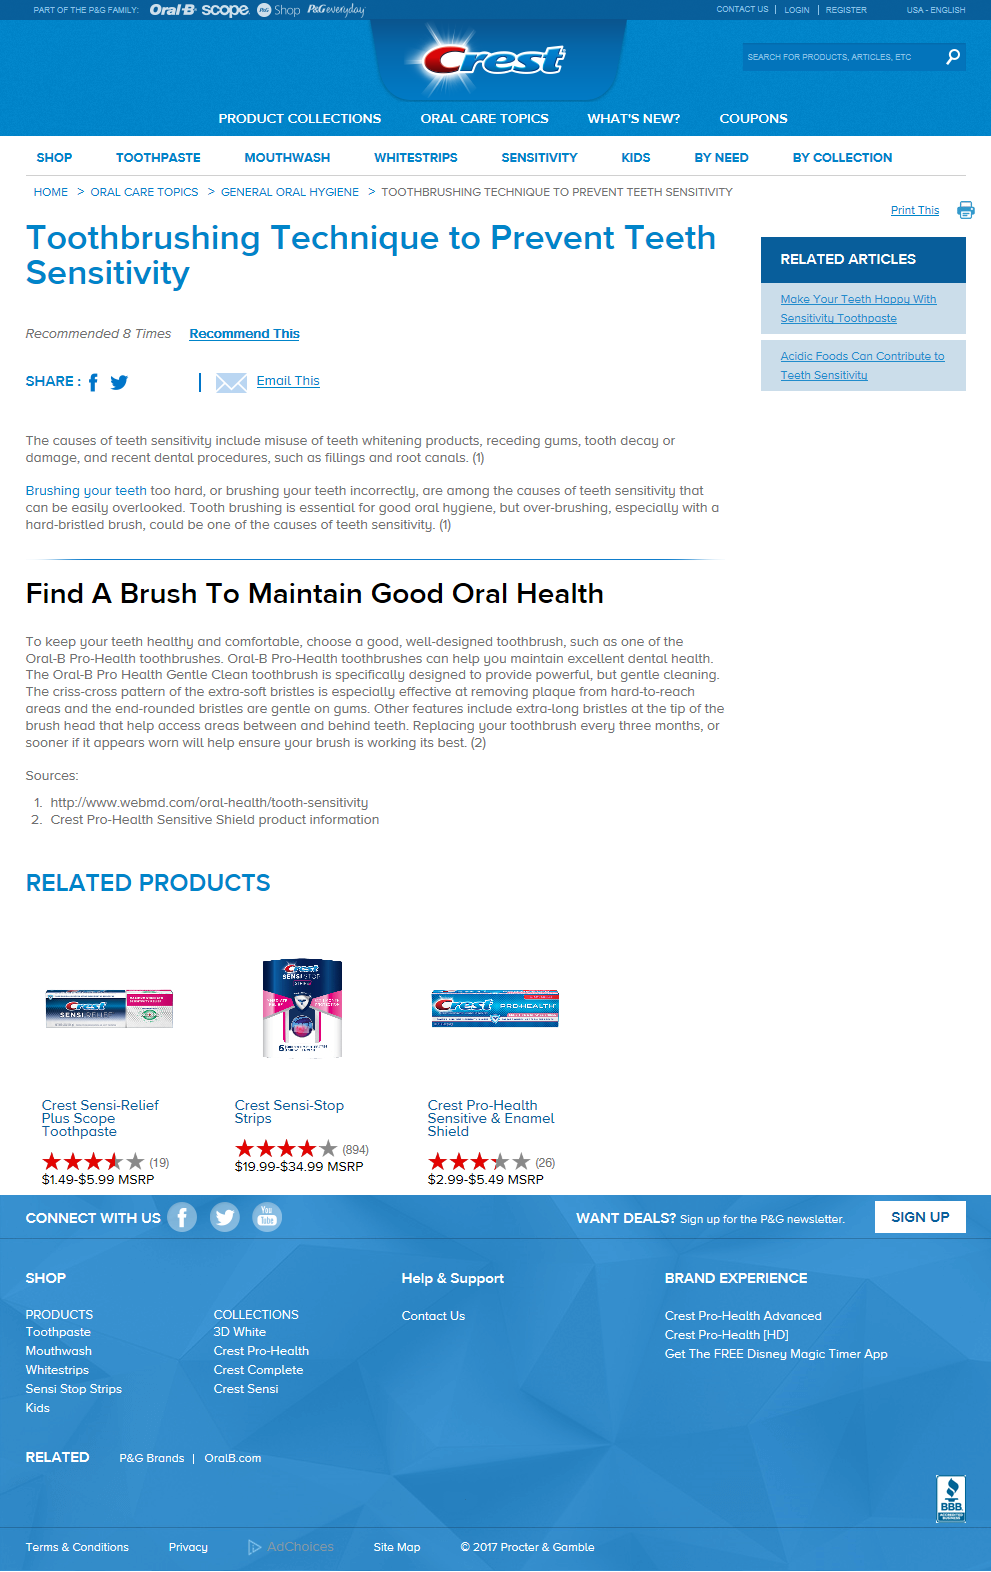 PART OF THE P&G FAMILY: Oral-B scope. P&G Shop P&G everyday
CONTACT US | LOGIN | REGISTER USA - ENGLISH
Crest
SEARCH FOR PRODUCTS, ARTICLES, ETC
PRODUCT COLLECTIONS ORAL CARE TOPICS WHAT'S NEW? COUPONS
SHOP TOOTHPASTE MOUTHWASH WHITESTRIPS SENSITIVITY KIDS BY NEED BY COLLECTION
HOME > ORAL CARE TOPICS > GENERAL ORAL HYGIENE > TOOTHBRUSHING TECHNIQUE TO PREVENT TEETH SENSITIVITY
Print This
Toothbrushing Technique to Prevent Teeth
Sensitivity
Recommended 8 Times Recommend This
SHARE : | Email This
RELATED ARTICLES
Make Your Teeth Happy With
Sensitivity Toothpaste
Acidic Foods Can Contribute to
Teeth Sensitivity
The causes of teeth sensitivity include misuse of teeth whitening products, receding gums, tooth decay or
damage, and recent dental procedures, such as fillings and root canals. (1)
Brushing your teeth too hard, or brushing your teeth incorrectly, are among the causes of teeth sensitivity that
can be easily overlooked. Tooth brushing is essential for good oral hygiene, but over-brushing, especially with a
hard-bristled brush, could be one of the causes of teeth sensitivity. (1)
Find A Brush To Maintain Good Oral Health
To keep your teeth healthy and comfortable, choose a good, well-designed toothbrush, such as one of the
Oral-B Pro-Health toothbrushes. Oral-B Pro-Health toothbrushes can help you maintain excellent dental health.
The Oral-B Pro Health Gentle Clean toothbrush is specifically designed to provide powerful, but gentle cleaning.
The criss-cross pattern of the extra-soft bristles is especially effective at removing plaque from hard-to-reach
areas and the end-rounded bristles are gentle on gums. Other features include extra-long bristles at the tip of the
brush head that help access areas between and behind teeth. Replacing your toothbrush every three months, or
sooner if it appears worn will help ensure your brush is working its best. (2)
Sources:
1. http://www.webmd.com/oral-health/tooth-sensitivity
2. Crest Pro-Health Sensitive Shield product information
RELATED PRODUCTS
Crest
SENSI RELIEF
Crest
SENSI STOP
STRIPS
Crest PRO-HEALTH
Crest Sensi-Relief
Plus Scope
Toothpaste
(19)
$1.49-$5.99 MSRP
Crest Sensi-Stop
Strips
(894)
$19.99-$34.99 MSRP
Crest Pro-Health
Sensitive & Enamel
Shield
(26)
$2.99-$5.49 MSRP
CONNECT WITH US You Tube
WANT DEALS? Sign up for the P&G newsletter. SIGN UP
SHOP
PRODUCTS
Toothpaste
Mouthwash
Whitestrips
Sensi Stop Strips
Kids
COLLECTIONS
3D White
Crest Pro-Health
Crest Complete
Crest Sensi
Help & Support
Contact Us
BRAND EXPERIENCE
Crest Pro-Health Advanced
Crest Pro-Health [HD]
Get The FREE Disney Magic Timer App
RELATED P&G Brands | OralB.com
BBB
ACCREDITED
BUSINESS
Terms & Conditions Privacy AdChoices Site Map © 2017 Procter & Gamble